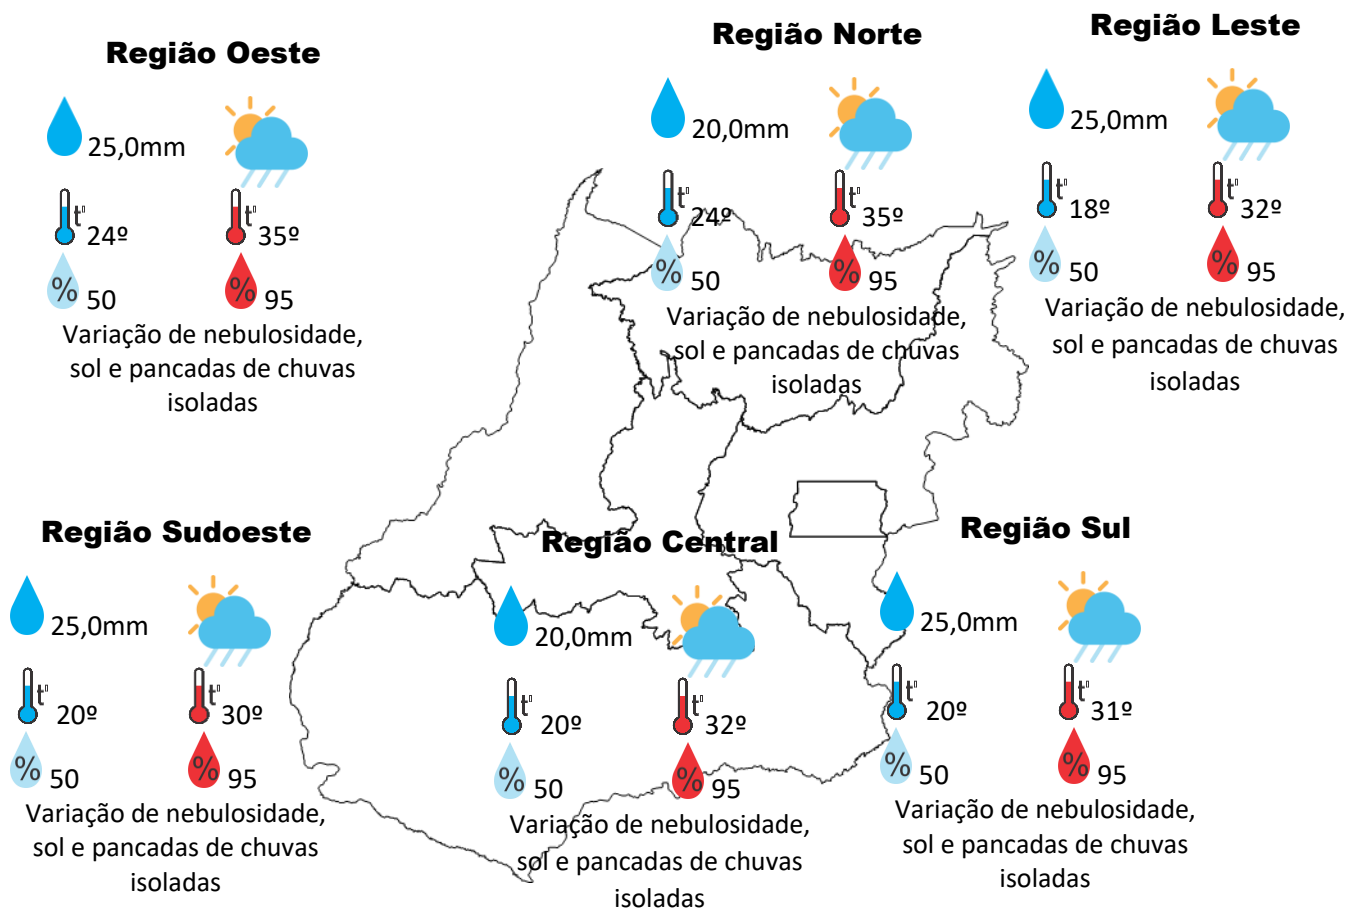 Região Oeste
25,0mm
t°
24º
t°
35º
%
50
%
95
Variação de nebulosidade,
sol e pancadas de chuvas
isoladas
Região Norte
20,0mm
t°
24º
t°
35º
%
50
%
95
Variação de nebulosidade,
sol e pancadas de chuvas
isoladas
Região Leste
25,0mm
t°
18º
t°
32º
%
50
%
95
Variação de nebulosidade,
sol e pancadas de chuvas
isoladas
Região Sudoeste
25,0mm
t°
20º
t°
30º
%
50
%
95
Variação de nebulosidade,
sol e pancadas de chuvas
isoladas
Região Central
20,0mm
t°
20º
t°
32º
%
50
%
95
Variação de nebulosidade,
sol e pancadas de chuvas
isoladas
Região Sul
25,0mm
t°
20º
t°
31º
%
50
%
95
Variação de nebulosidade,
sol e pancadas de chuvas
isoladas